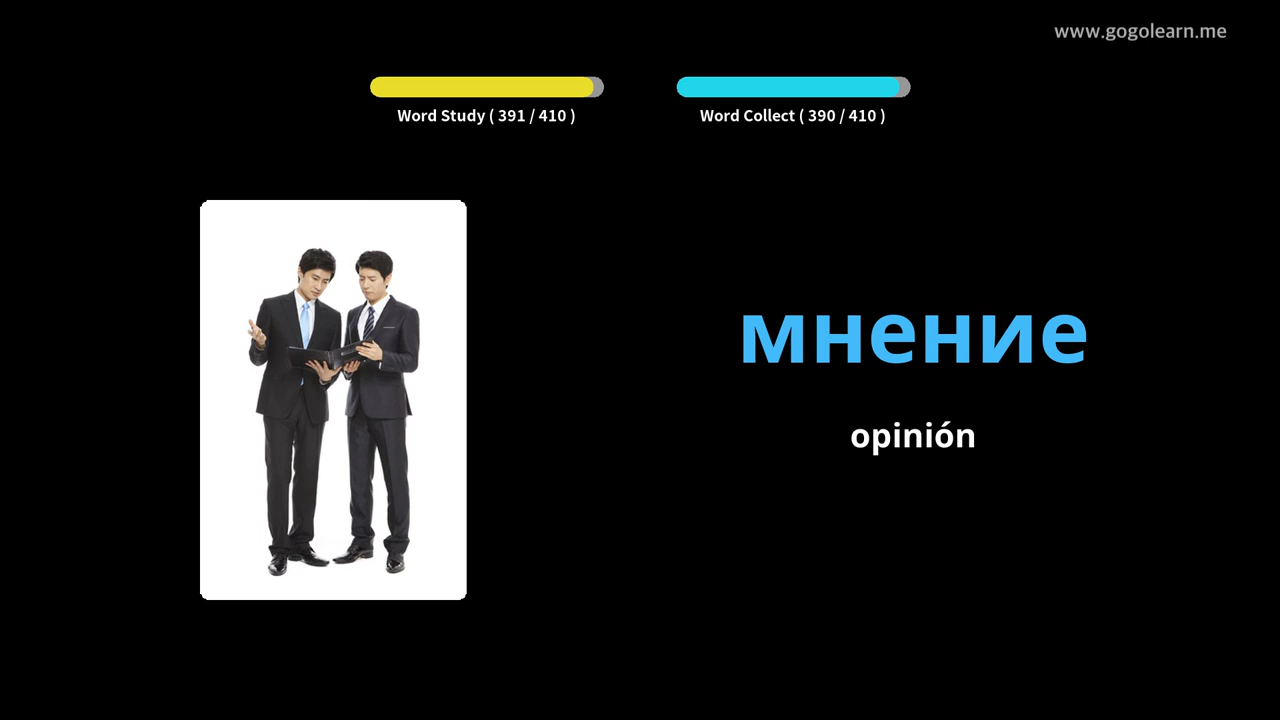 www.gogolearn.me
Word Study ( 391 / 410 )
Word Collect ( 390 / 410 )
мнение
opinión